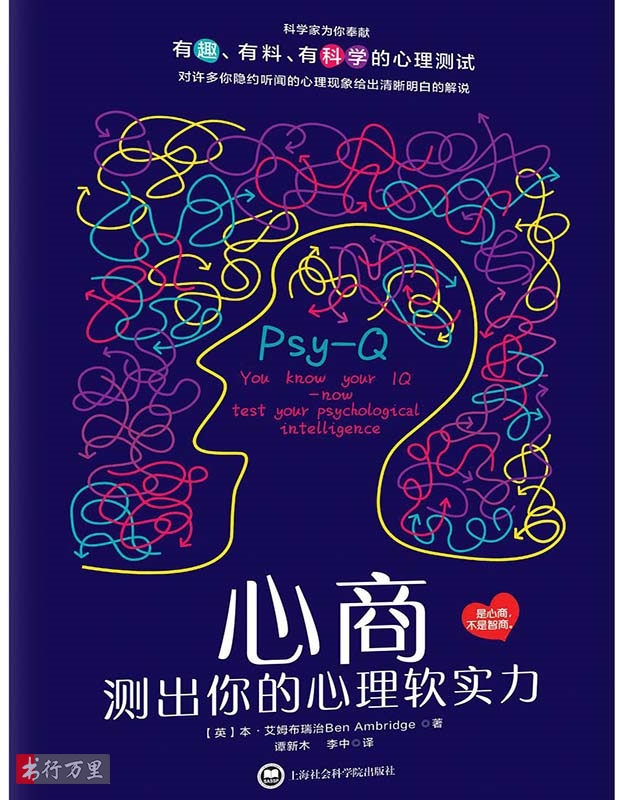 科学家为你奉献
有趣、有料、有科学的心理测试
对许多你隐约听闻的心理现象给出清晰明白的解说
Psy-Q
You know your IQ
-now
test your psychological
intelligence
心商
是心商,
不是智商。
测出你的心理软实力
【英】本·艾姆布瑞治Ben Ambridge 著
谭新木 李中 译
SASSP
上海社会科学院出版社
书行万里